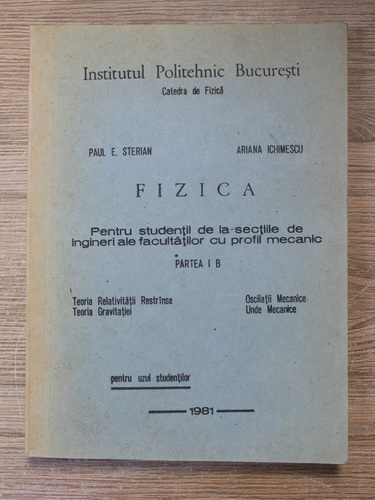 Institutul Politehnic București
Catedra de Fizică
PAUL E. STERIAN ARIANA ICHIMESCU
FIZICA
Pentru studenții de la secțiile de
ingineri ale facultăților cu profil mecanic
PARTEA I B
Teoria Relativității Restrînse Oscilații Mecanice
Teoria Gravitației Unde Mecanice
pentru uzul studenților
1981